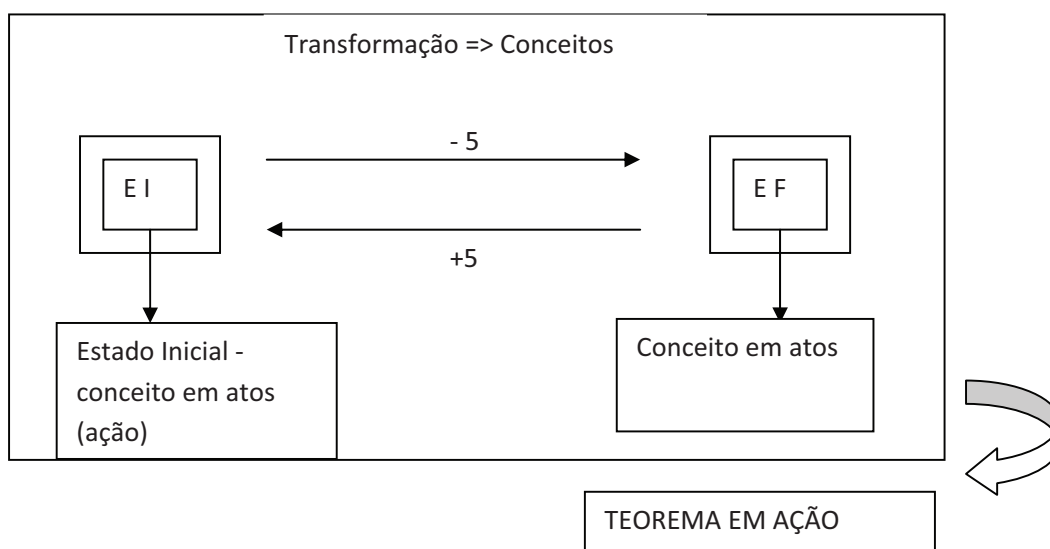 Transformação => Conceitos
- 5
E I
E F
+5
Estado Inicial -
conceito em atos
(ação)
Conceito em atos
TEOREMA EM AÇÃO